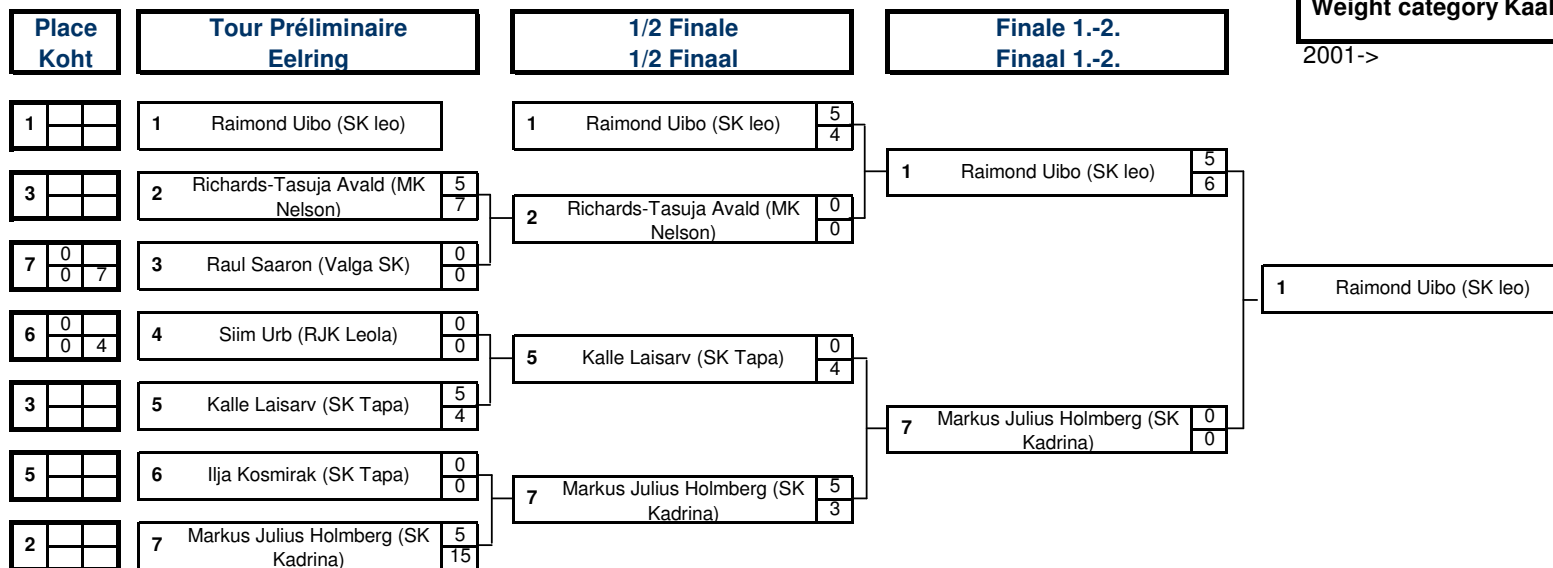 Weight category Kaal
2001->
Place
Koht
Tour Préliminaire
Eelring
1/2 Finale
1/2 Finaal
Finale 1.-2.
Finaal 1.-2.
1
1 Raimond Uibo (SK leo)
1 Raimond Uibo (SK leo) 5
4
1 Raimond Uibo (SK leo) 5
6
3
2 Richards-Tasuja Avald (MK
Nelson) 5
7
2 Richards-Tasuja Avald (MK
Nelson) 0
0
7 0
0 7
3 Raul Saaron (Valga SK) 0
0
1 Raimond Uibo (SK leo)
6 0
0 4
4 Siim Urb (RJK Leola) 0
0
5 Kalle Laisarv (SK Tapa) 0
4
3
5 Kalle Laisarv (SK Tapa) 5
4
7 Markus Julius Holmberg (SK
Kadrina) 0
0
5
6 Ilja Kosmirak (SK Tapa) 0
0
7 Markus Julius Holmberg (SK
Kadrina) 5
3
2
7 Markus Julius Holmberg (SK
Kadrina) 5
15